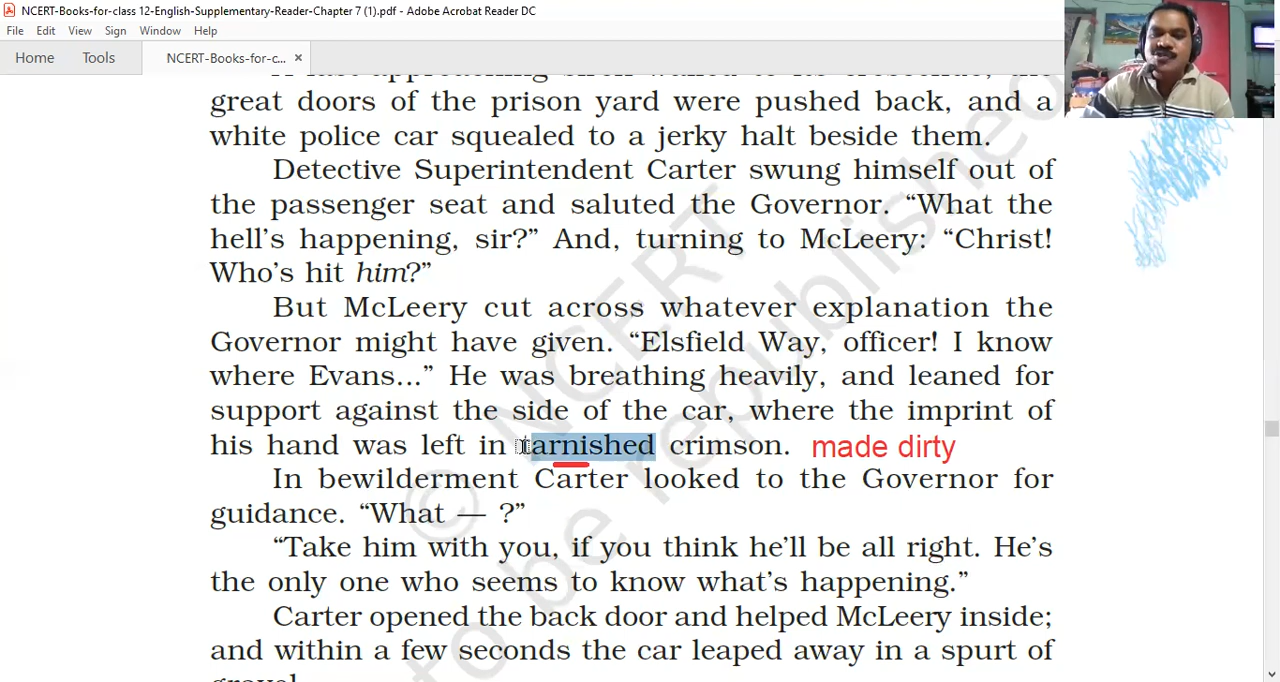 NCERT-Books-for-class 12-English-Supplementary-Reader-Chapter 7 (1).pdf - Adobe Acrobat Reader DC
File Edit View Sign Window Help
Home Tools NCERT-Books-for-c... ×
great doors of the prison yard were pushed back, and a
white police car squealed to a jerky halt beside them.
Detective Superintendent Carter swung himself out of
the passenger seat and saluted the Governor. “What the
hell’s happening, sir?” And, turning to McLeery: “Christ!
Who’s hit him?”
But McLeery cut across whatever explanation the
Governor might have given. “Elsfield Way, officer! I know
where Evans...” He was breathing heavily, and leaned for
support against the side of the car, where the imprint of
his hand was left in tarnished crimson. made dirty
In bewilderment Carter looked to the Governor for
guidance. “What — ?”
“Take him with you, if you think he’ll be all right. He’s
the only one who seems to know what’s happening.”
Carter opened the back door and helped McLeery inside;
and within a few seconds the car leaped away in a spurt of
© NCERT
to be republished